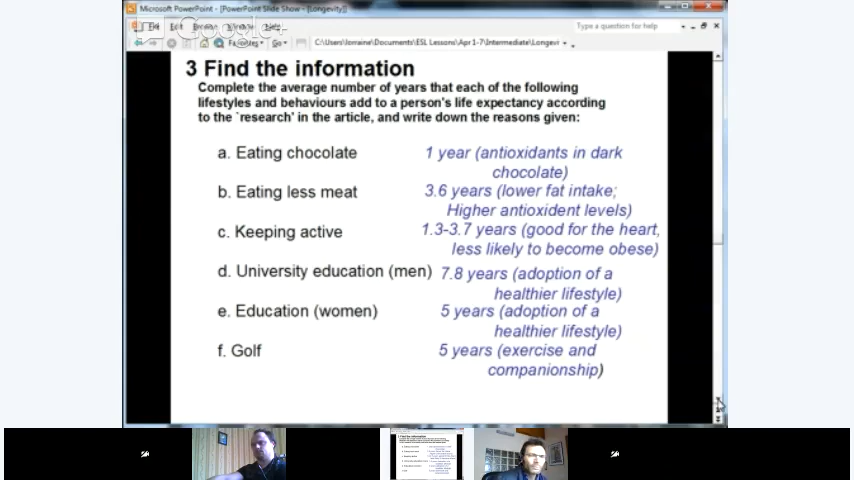 Microsoft PowerPoint - [PowerPoint Slide Show - [Longevity]]
Type a question for help
Favorites
Go
C:\Users\lorraine\Documents\ESL Lessons\Apr 1-7\Intermediate\Longevi
3 Find the information
Complete the average number of years that each of the following
lifestyles and behaviours add to a person's life expectancy according
to the `research' in the article, and write down the reasons given:
a. Eating chocolate 1 year (antioxidants in dark
chocolate)
b. Eating less meat 3.6 years (lower fat intake;
Higher antioxident levels)
c. Keeping active 1.3-3.7 years (good for the heart,
less likely to become obese)
d. University education (men) 7.8 years (adoption of a
healthier lifestyle)
e. Education (women) 5 years (adoption of a
healthier lifestyle)
f. Golf 5 years (exercise and
companionship)